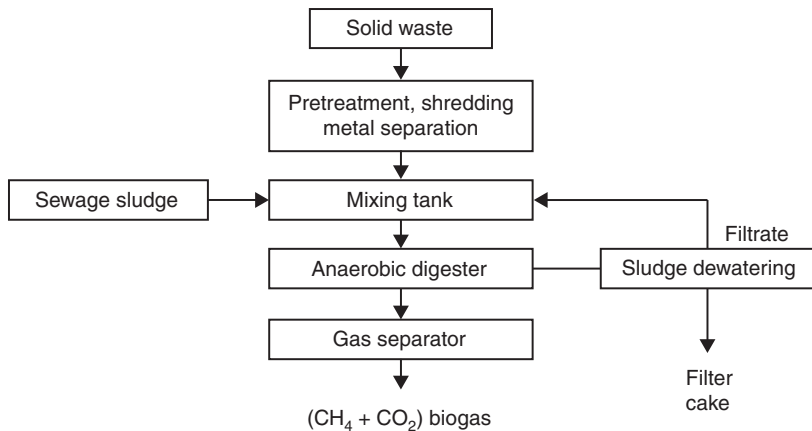 Solid waste
Pretreatment, shredding
metal separation
Sewage sludge
Mixing tank
Filtrate
Anaerobic digester
Sludge dewatering
Gas separator
Filter
cake
(CH₄ + CO₂) biogas